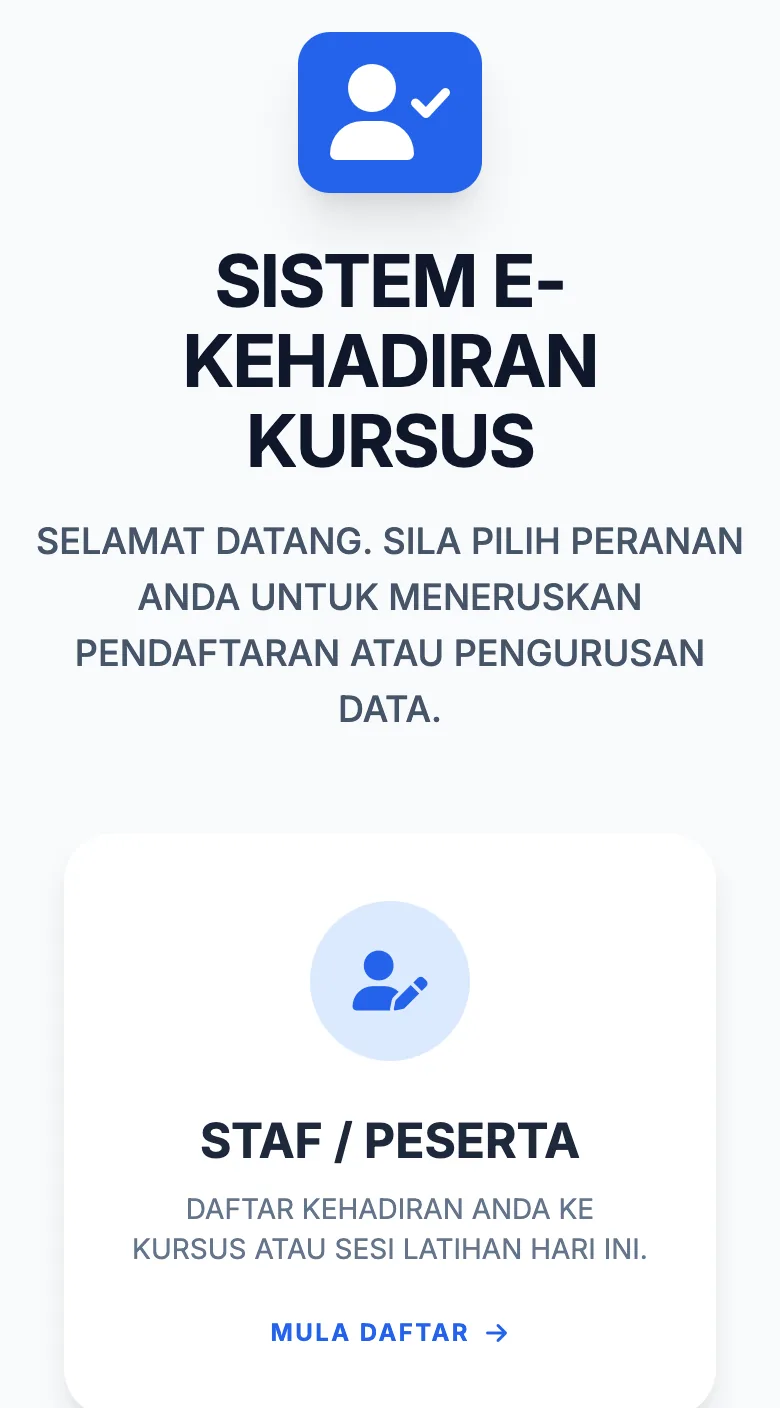 SISTEM E-
KEHADIRAN
KURSUS
SELAMAT DATANG. SILA PILIH PERANAN
ANDA UNTUK MENERUSKAN
PENDAFTARAN ATAU PENGURUSAN
DATA.
STAF / PESERTA
DAFTAR KEHADIRAN ANDA KE
KURSUS ATAU SESI LATIHAN HARI INI.
MULA DAFTAR →